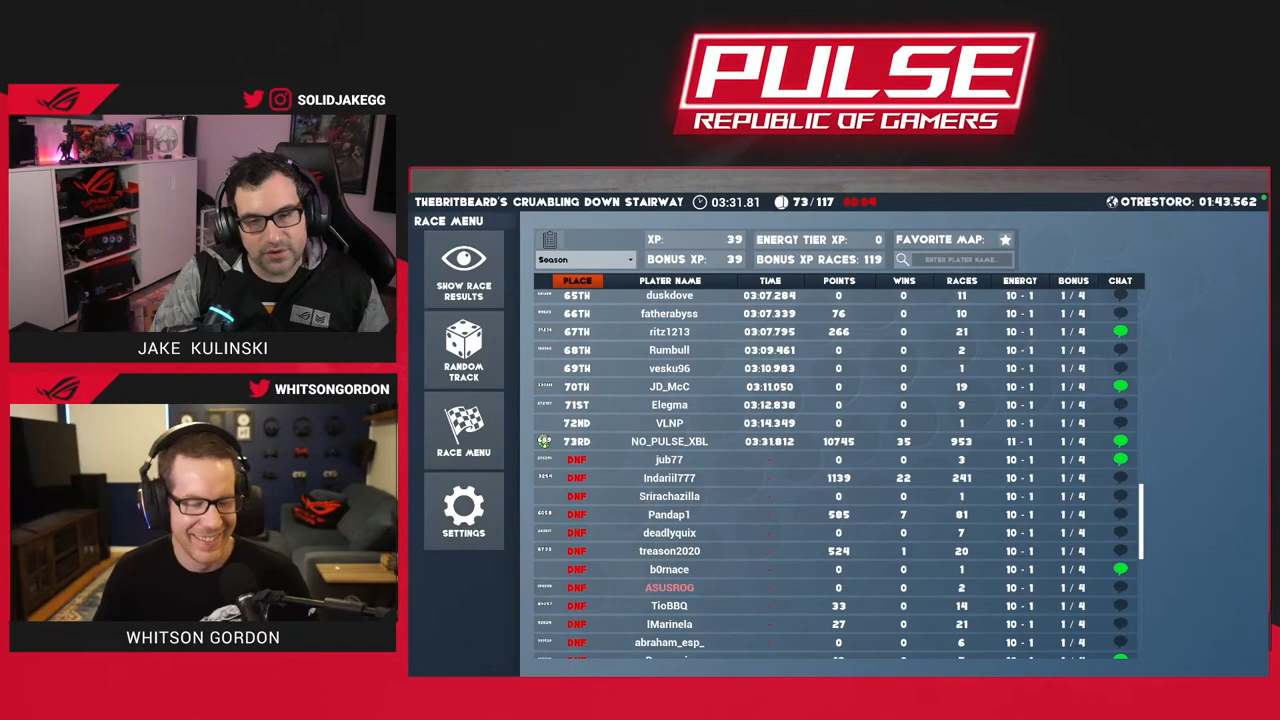 SOLIDJAKEGG
JAKE KULINSKI
WHITSONGORDON
WHITSON GORDON
PULSE
REPUBLIC OF GAMERS
THEBRITBEARD'S CRUMBLING DOWN STAIRWAY 03:31.81 73/117 00:04 OTRESTORO: 01:43.562
RACE MENU
SHOW RACE
RESULTS
RANDOM
TRACK
RACE MENU
SETTINGS
XP: 39 ENERGY TIER XP: 0 FAVORITE MAP:
Season BONUS XP: 39 BONUS XP RACES: 119 ENTER PLAYER NAME...
PLACE PLAYER NAME TIME POINTS WINS RACES ENERGY BONUS CHAT
65TH duskdove 03:07.284 0 0 11 10 - 1 1 / 4
66TH fatherabyss 03:07.339 76 0 10 10 - 1 1 / 4
67TH ritz1213 03:07.795 266 0 21 10 - 1 1 / 4
68TH Rumbull 03:09.461 0 0 2 10 - 1 1 / 4
69TH vesku96 03:10.983 0 0 1 10 - 1 1 / 4
70TH JD_McC 03:11.050 0 0 19 10 - 1 1 / 4
71ST Elegma 03:12.838 0 0 9 10 - 1 1 / 4
72ND VLNP 03:14.349 0 0 1 10 - 1 1 / 4
73RD NO_PULSE_XBL 03:31.812 10745 35 953 11 - 1 1 / 4
DNF jub77 - 0 0 3 10 - 1 1 / 4
DNF Indariil777 - 1139 22 241 10 - 1 1 / 4
DNF Srirachazilla - 0 0 1 10 - 1 1 / 4
DNF Pandap1 - 585 7 81 10 - 1 1 / 4
DNF deadlyquix - 0 0 7 10 - 1 1 / 4
DNF treason2020 - 524 1 20 10 - 1 1 / 4
DNF b0rnace - 0 0 1 10 - 1 1 / 4
DNF ASUSROG - 0 0 2 10 - 1 1 / 4
DNF TioBBQ - 33 0 14 10 - 1 1 / 4
DNF lMarinela - 27 0 21 10 - 1 1 / 4
DNF abraham_esp_ - 0 0 6 10 - 1 1 / 4